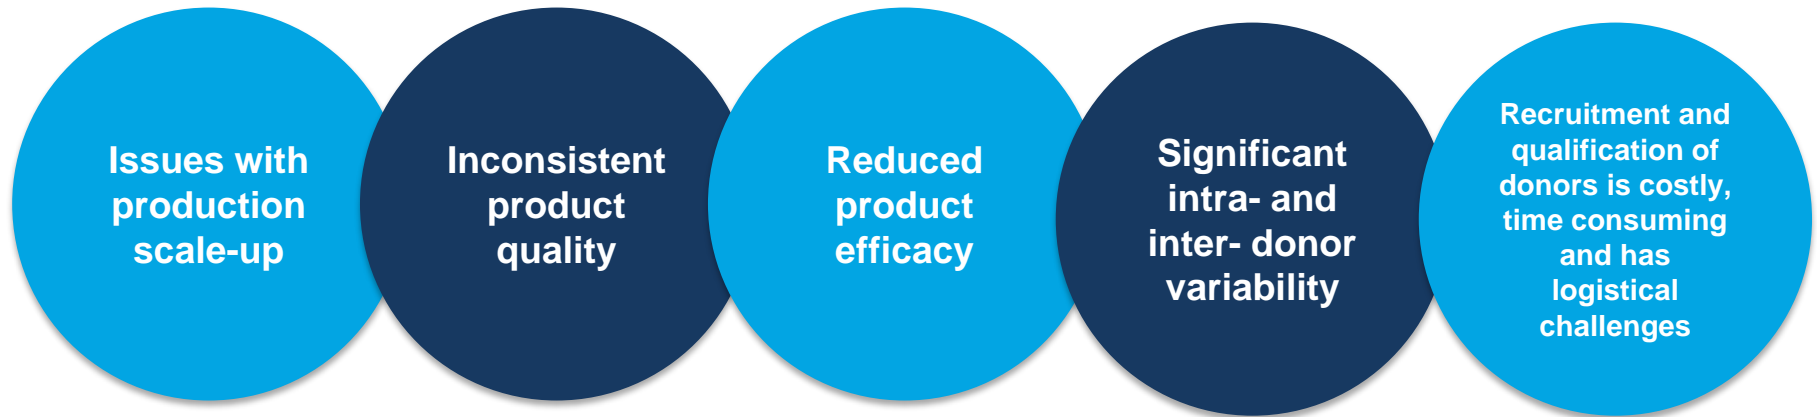 Issues with
production
scale-up
Inconsistent
product
quality
Reduced
product
efficacy
Significant
intra- and
inter- donor
variability
Recruitment and
qualification of
donors is costly,
time consuming
and has
logistical
challenges